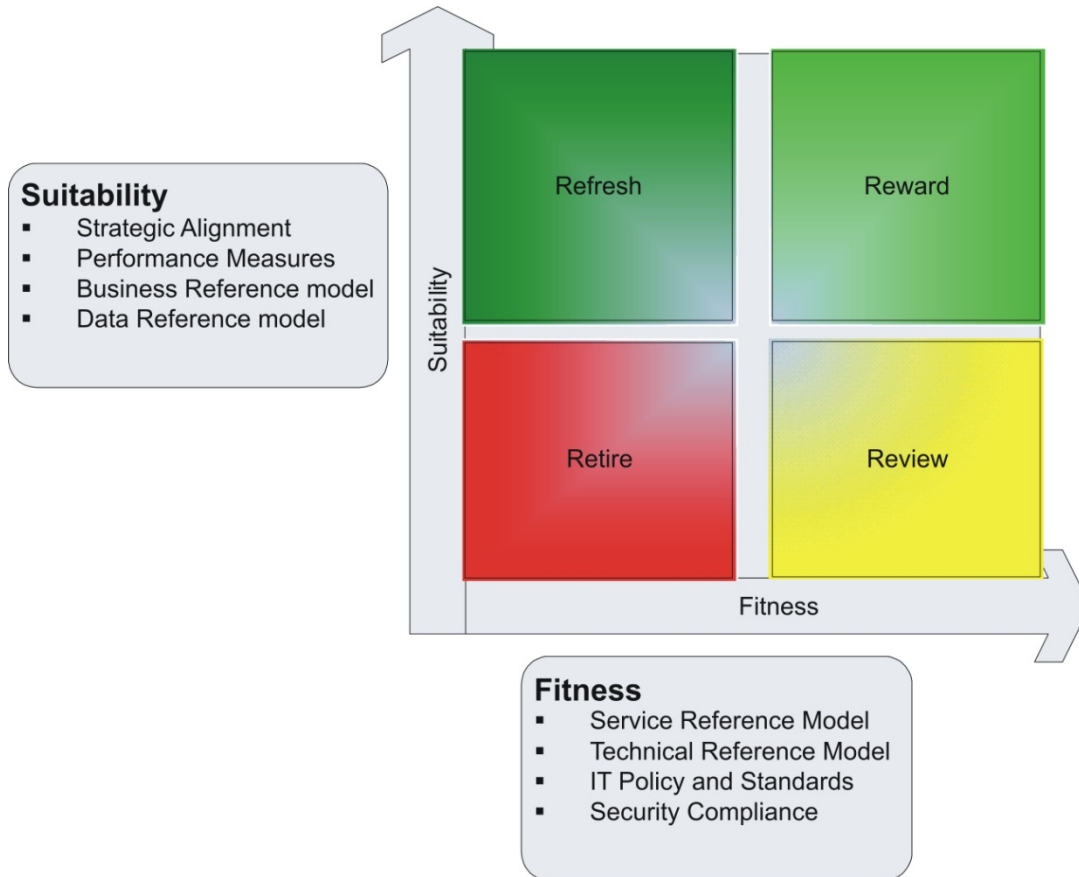 Refresh
Reward
Suitability
▪ Strategic Alignment
▪ Performance Measures
▪ Business Reference model
▪ Data Reference model
Suitability
Retire
Review
Fitness
Fitness
▪ Service Reference Model
▪ Technical Reference Model
▪ IT Policy and Standards
▪ Security Compliance